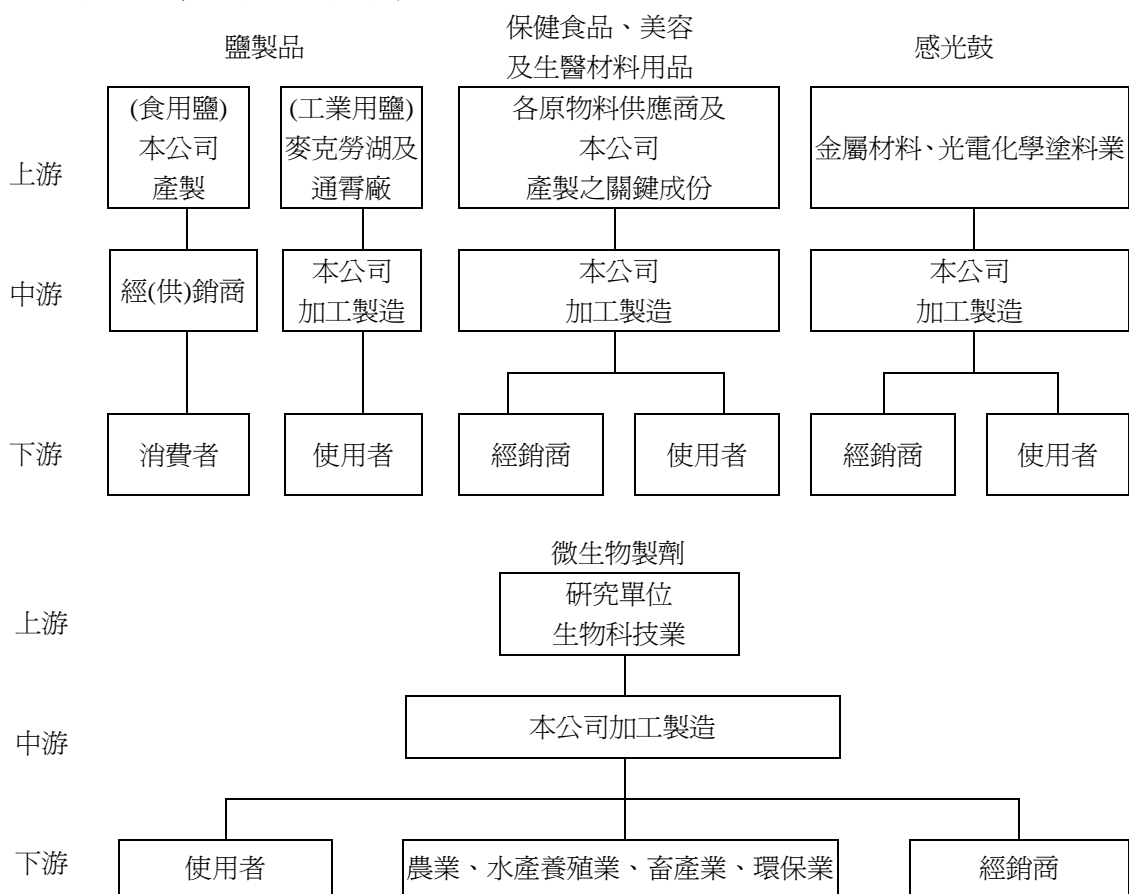 鹽製品
保健食品、美容
及生醫材料用品
感光鼓
上游
(食用鹽)
本公司
產製
(工業用鹽)
麥克勞湖及
通霄廠
各原物料供應商及
本公司
產製之關鍵成份
金屬材料、光電化學塗料業
中游
經(供)銷商
本公司
加工製造
本公司
加工製造
本公司
加工製造
下游
消費者
使用者
經銷商
使用者
經銷商
使用者
微生物製劑
上游
研究單位
生物科技業
中游
本公司加工製造
下游
使用者
農業、水產養殖業、畜產業、環保業
經銷商